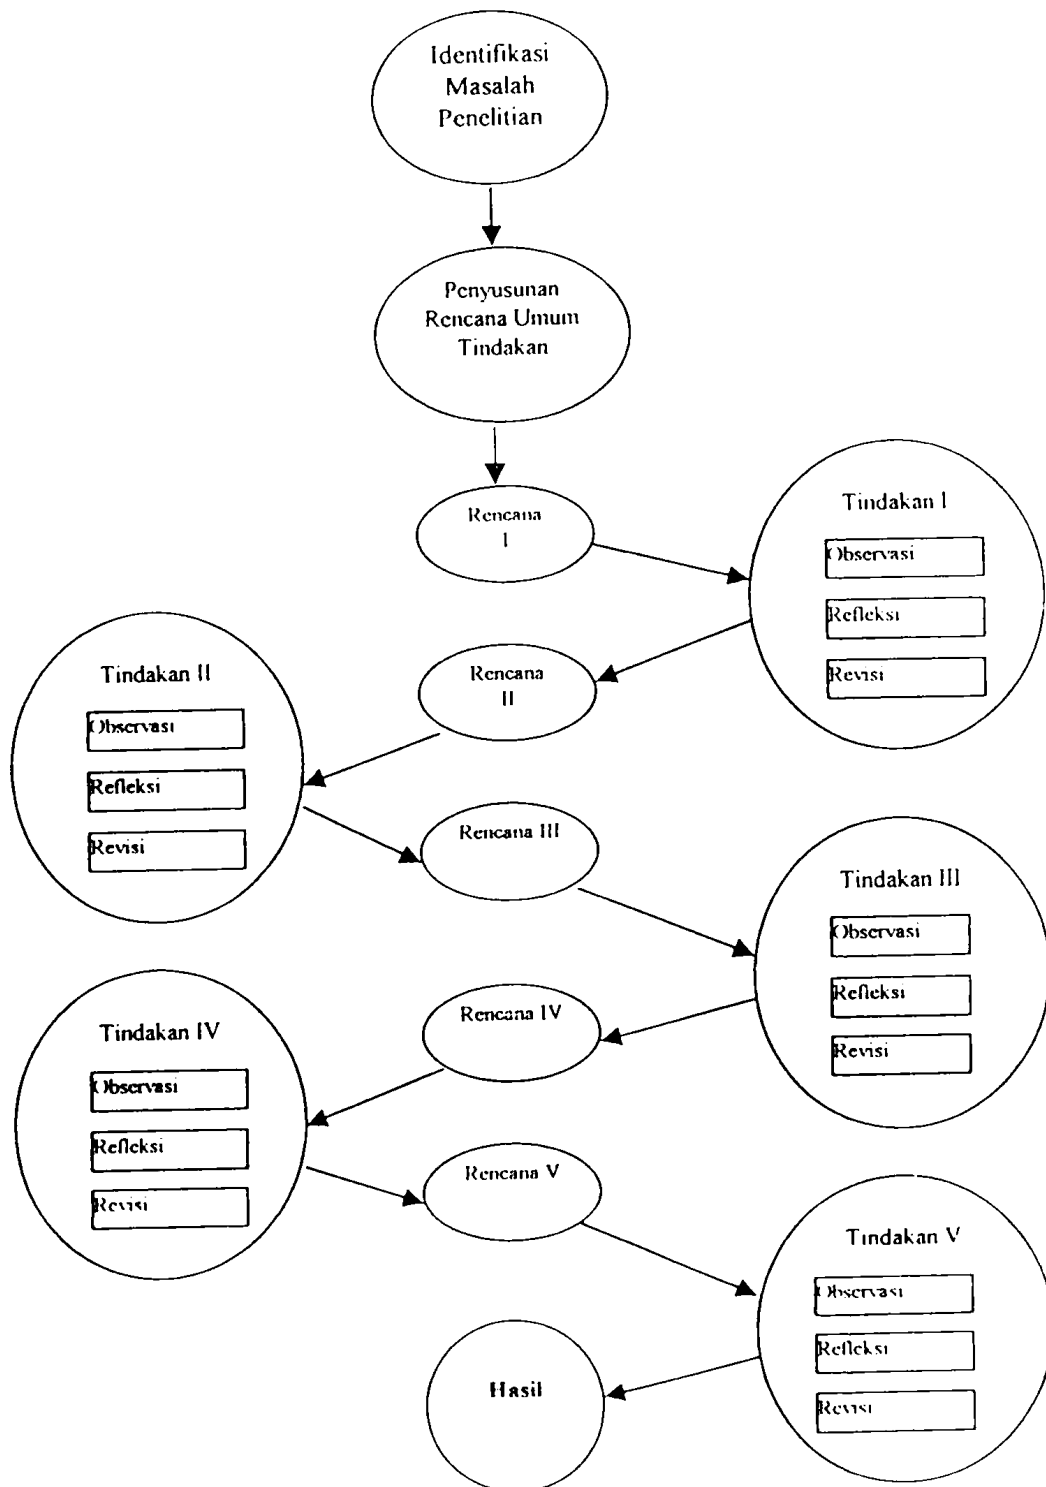 Identifikasi
Masalah
Penelitian
Penyusunan
Rencana Umum
Tindakan
Rencana
I
Tindakan I
Observasi
Refleksi
Revisi
Rencana
II
Tindakan II
Observasi
Refleksi
Revisi
Rencana III
Tindakan III
Observasi
Refleksi
Revisi
Rencana IV
Tindakan IV
Observasi
Refleksi
Revisi
Rencana V
Tindakan V
Observasi
Refleksi
Revisi
Hasil